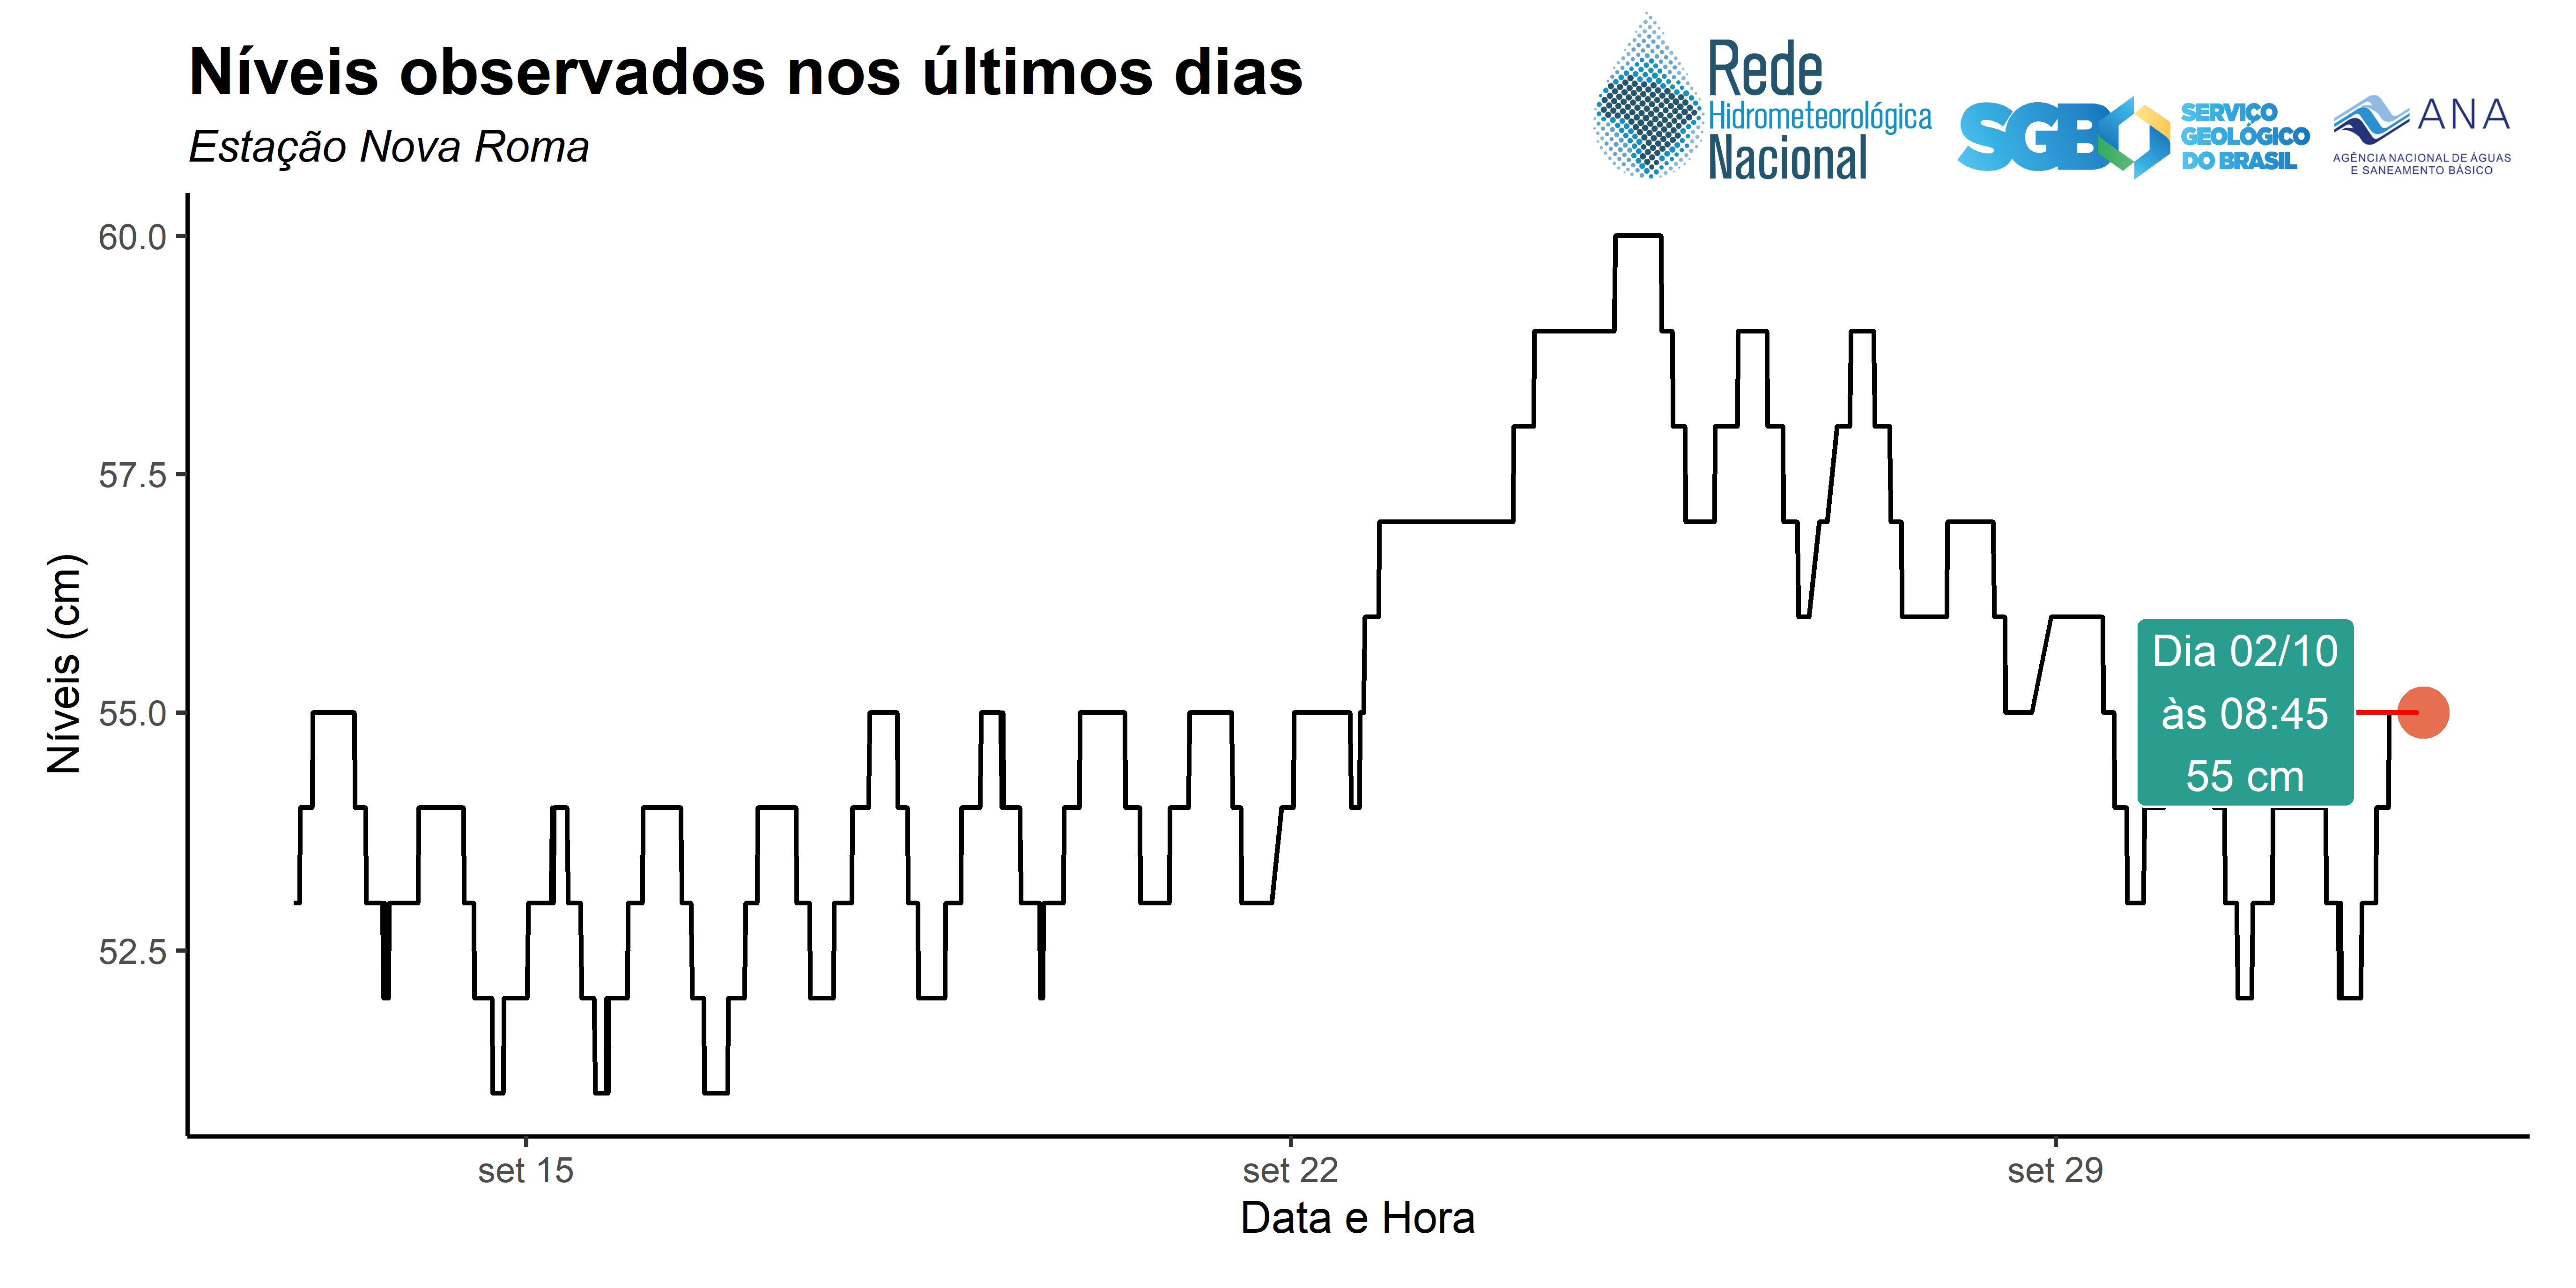 Níveis observados nos últimos dias
Estação Nova Roma
Rede
Hidrometeorológica
Nacional
SGB
SERVIÇO
GEOLÓGICO
DO BRASIL
ANA
AGÊNCIA NACIONAL DE ÁGUAS
E SANEAMENTO BÁSICO
Níveis (cm)
60.0
57.5
55.0
52.5
Dia 02/10
às 08:45
55 cm
set 15
set 22
set 29
Data e Hora